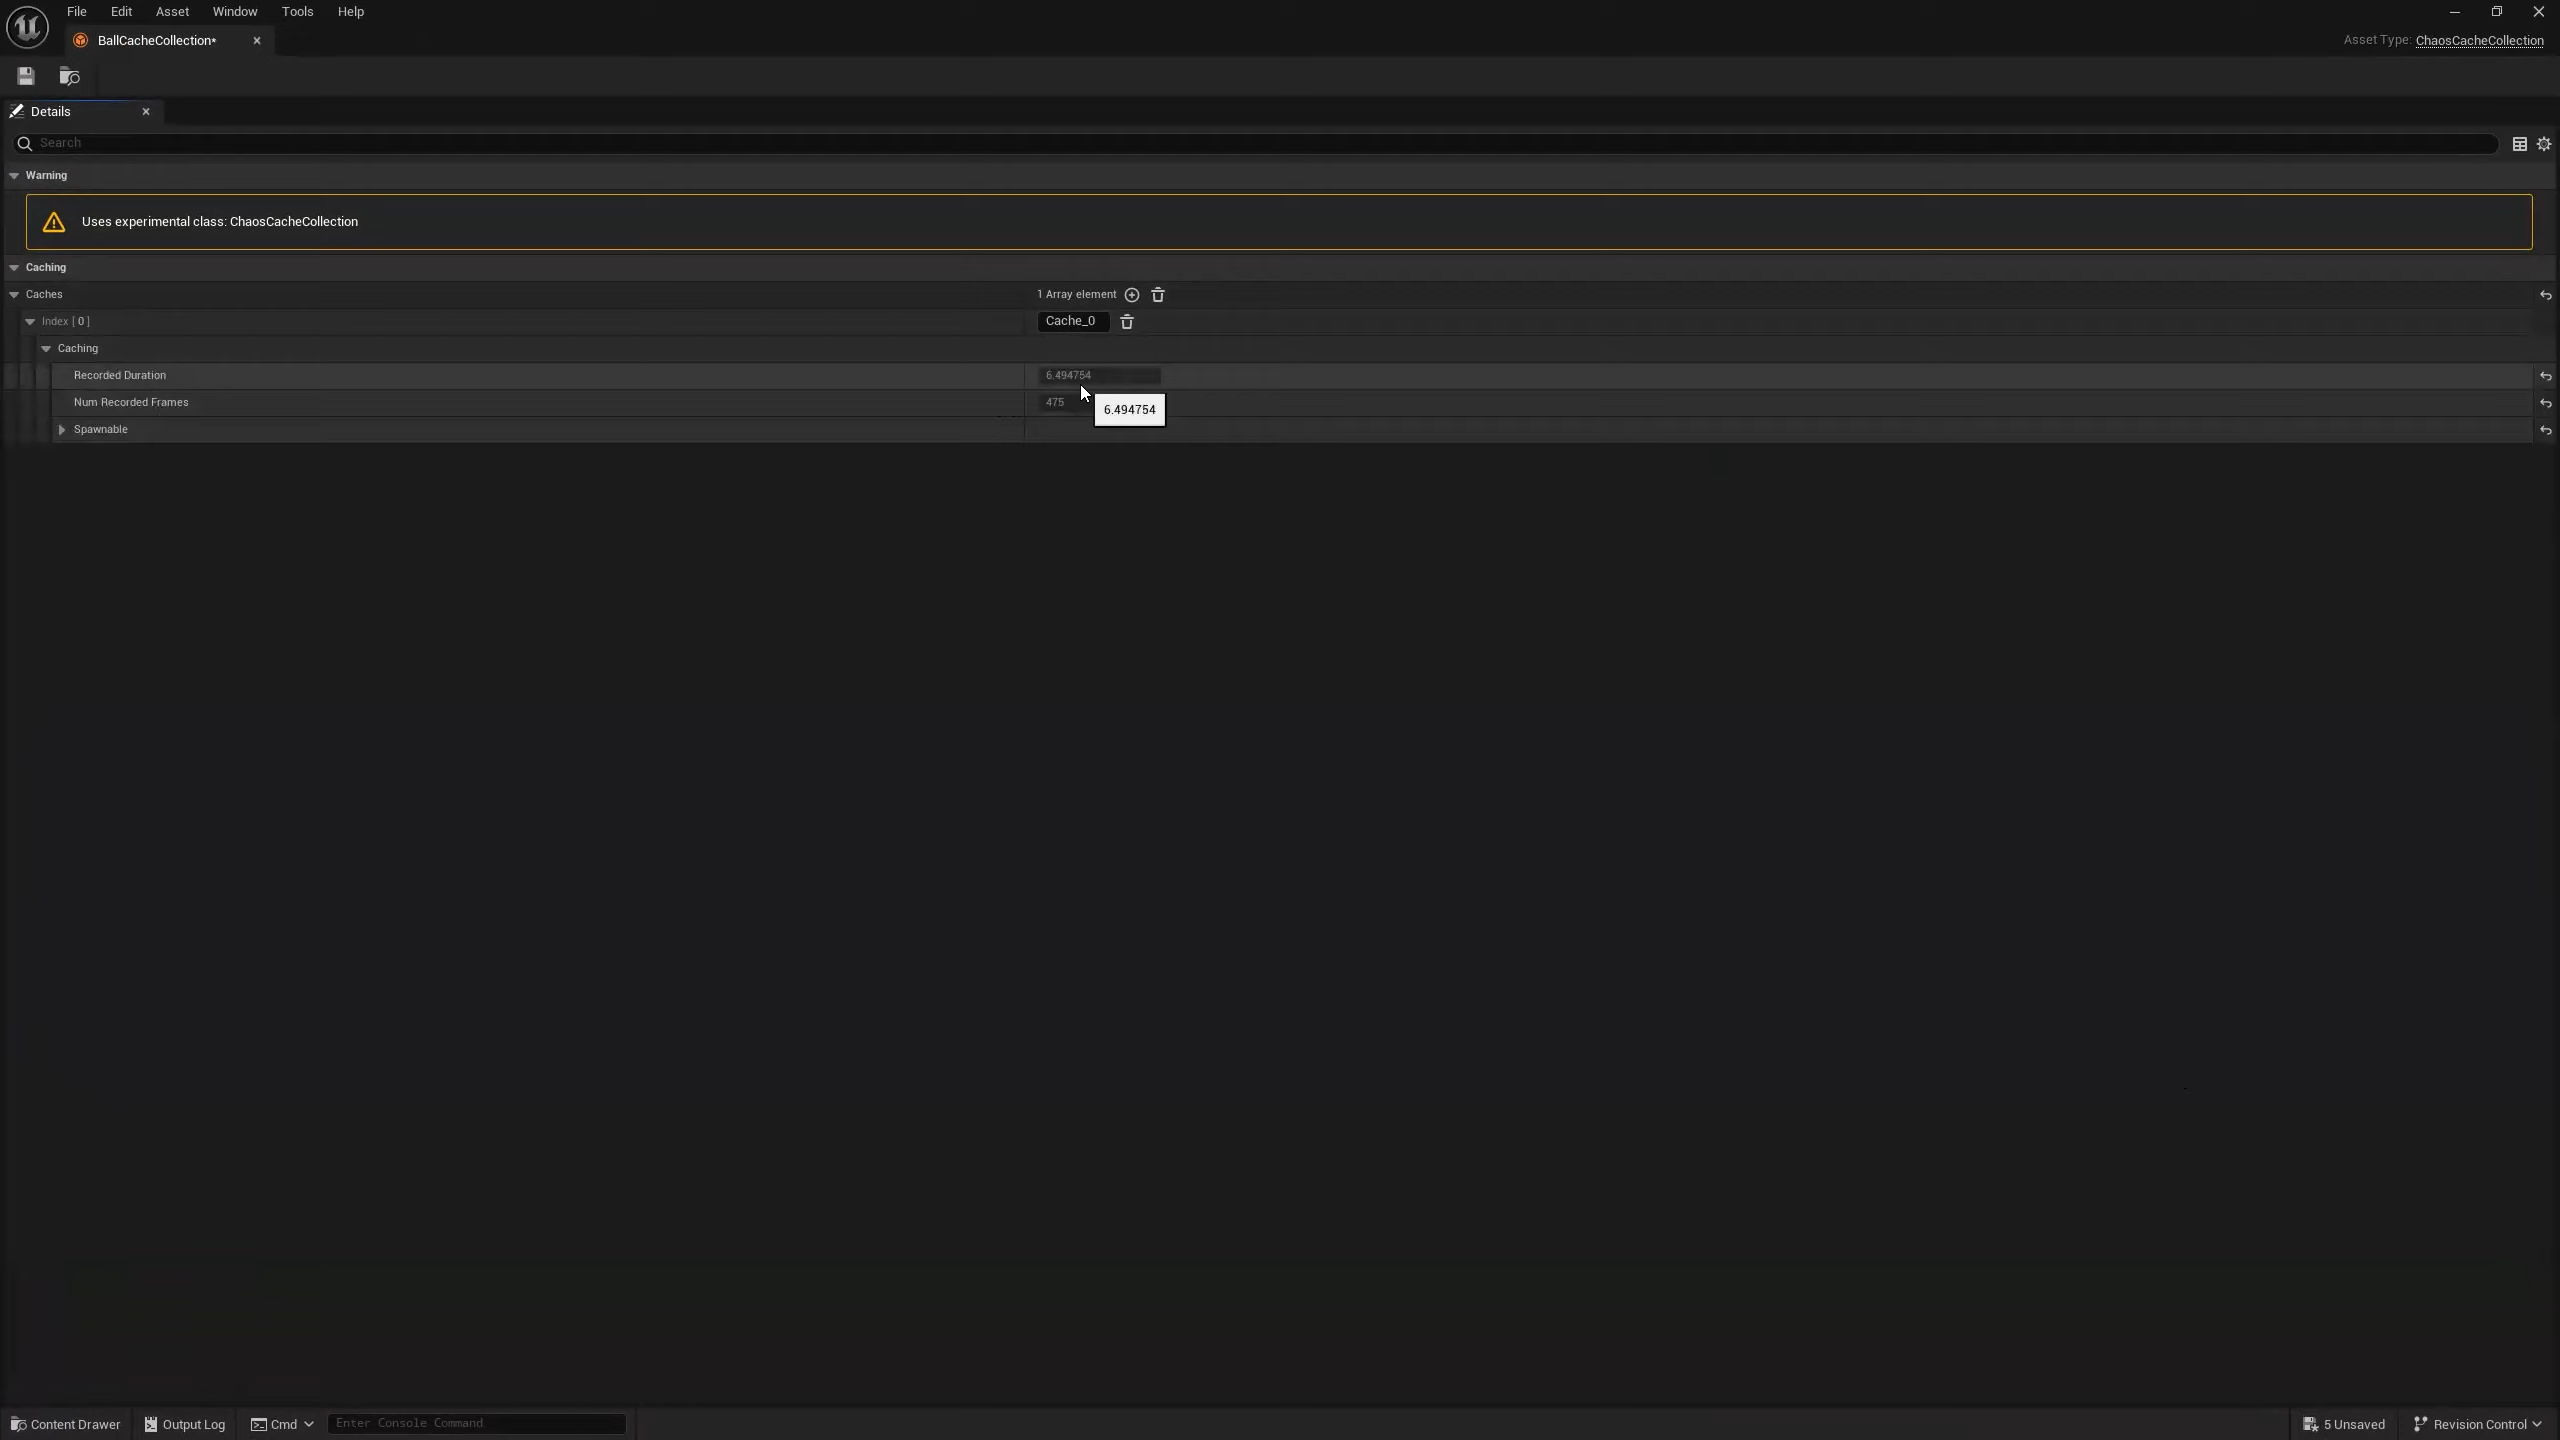 File Edit Asset Window Tools Help
BallCacheCollection*
Asset Type: ChaosCacheCollection
Details
Search
Warning
Uses experimental class: ChaosCacheCollection
Caching
Caches 1 Array element
Index [ 0 ] Cache_0
Caching
Recorded Duration 6.494754
Num Recorded Frames 475
6.494754
Spawnable
Content Drawer Output Log Cmd Enter Console Command 5 Unsaved Revision Control